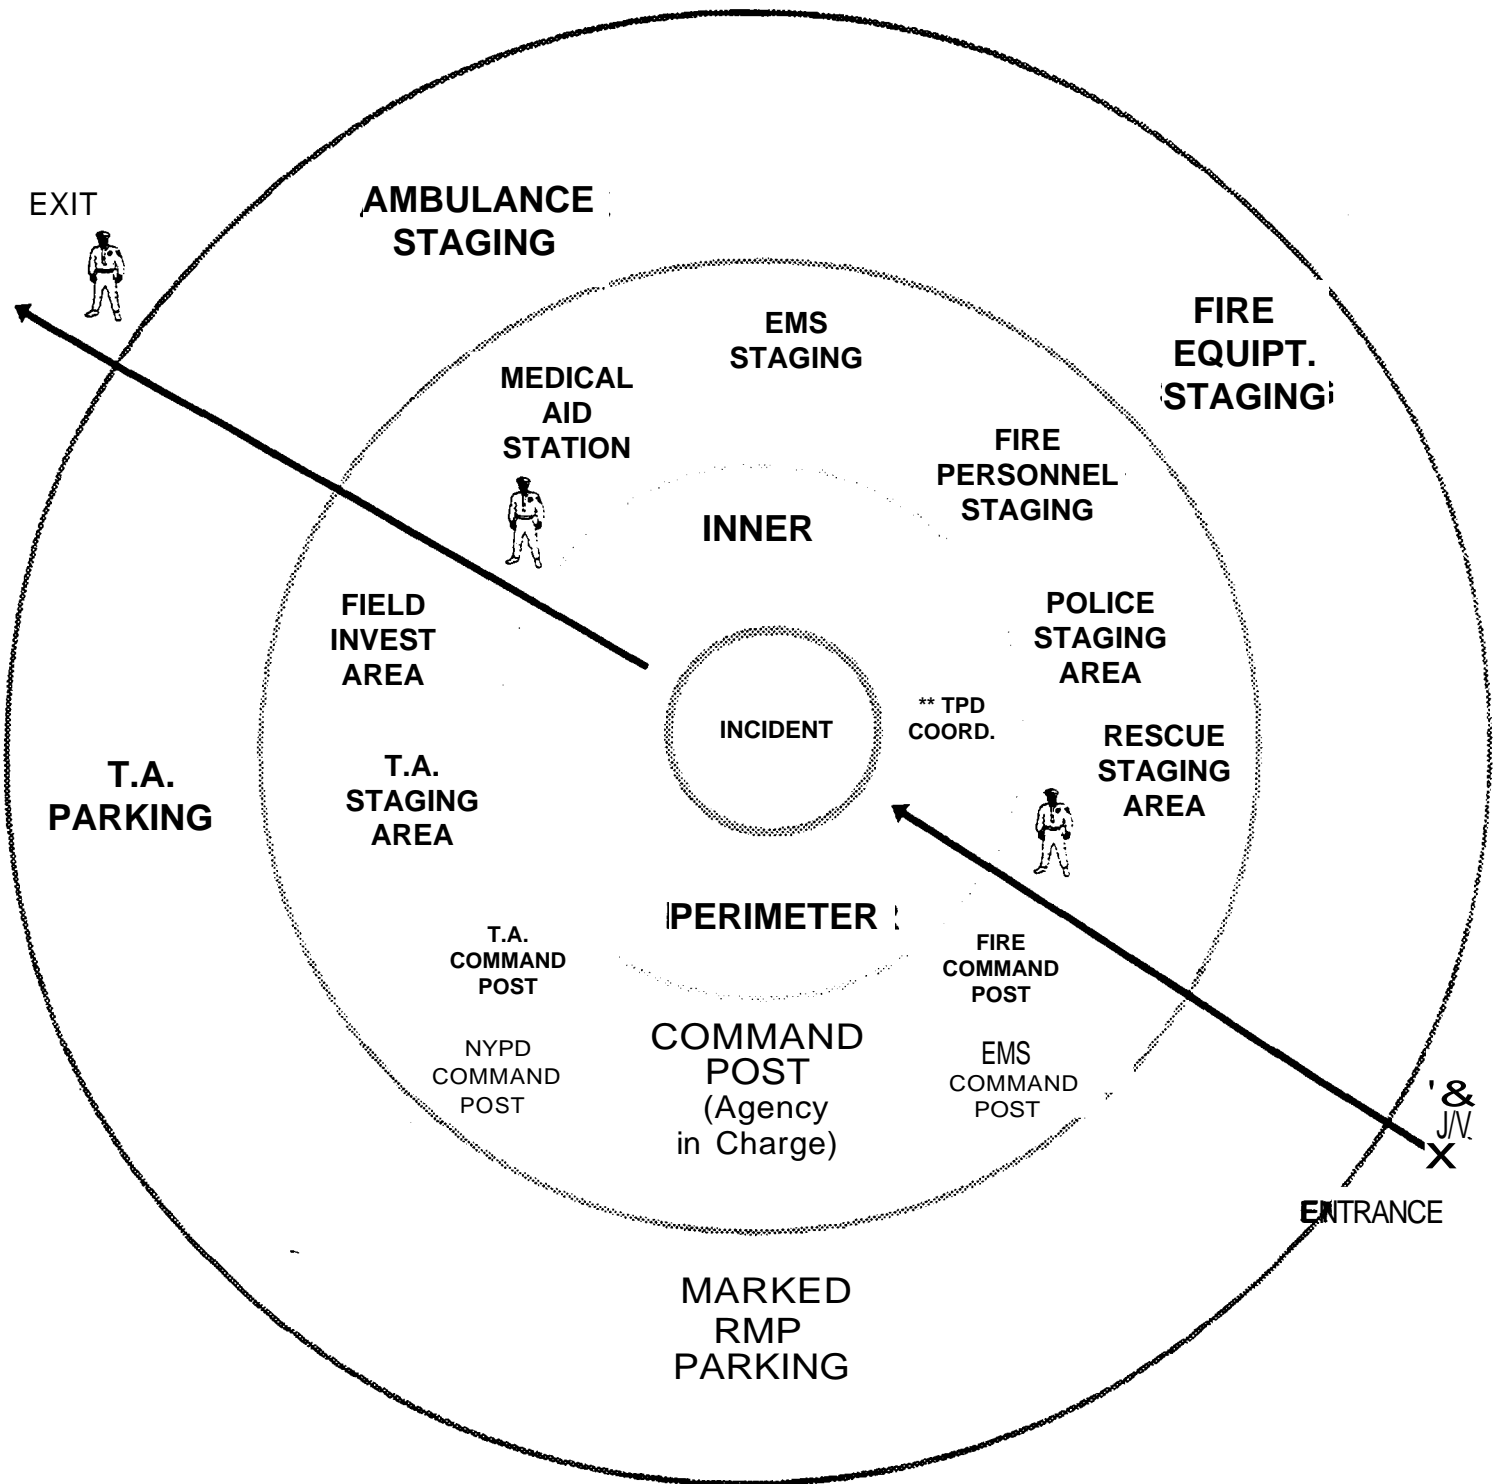 EXIT
AMBULANCE
STAGING
FIRE
EQUIPT.
STAGING
EMS
STAGING
MEDICAL
AID
STATION
FIRE
PERSONNEL
STAGING
INNER
FIELD
INVEST
AREA
POLICE
STAGING
AREA
** TPD
COORD.
INCIDENT
RESCUE
STAGING
AREA
T.A.
PARKING
T.A.
STAGING
AREA
PERIMETER
T.A.
COMMAND
POST
FIRE
COMMAND
POST
NYPD
COMMAND
POST
COMMAND
POST
(Agency
in Charge)
EMS
COMMAND
POST
'&
J/V.
X
ENTRANCE
MARKED
RMP
PARKING